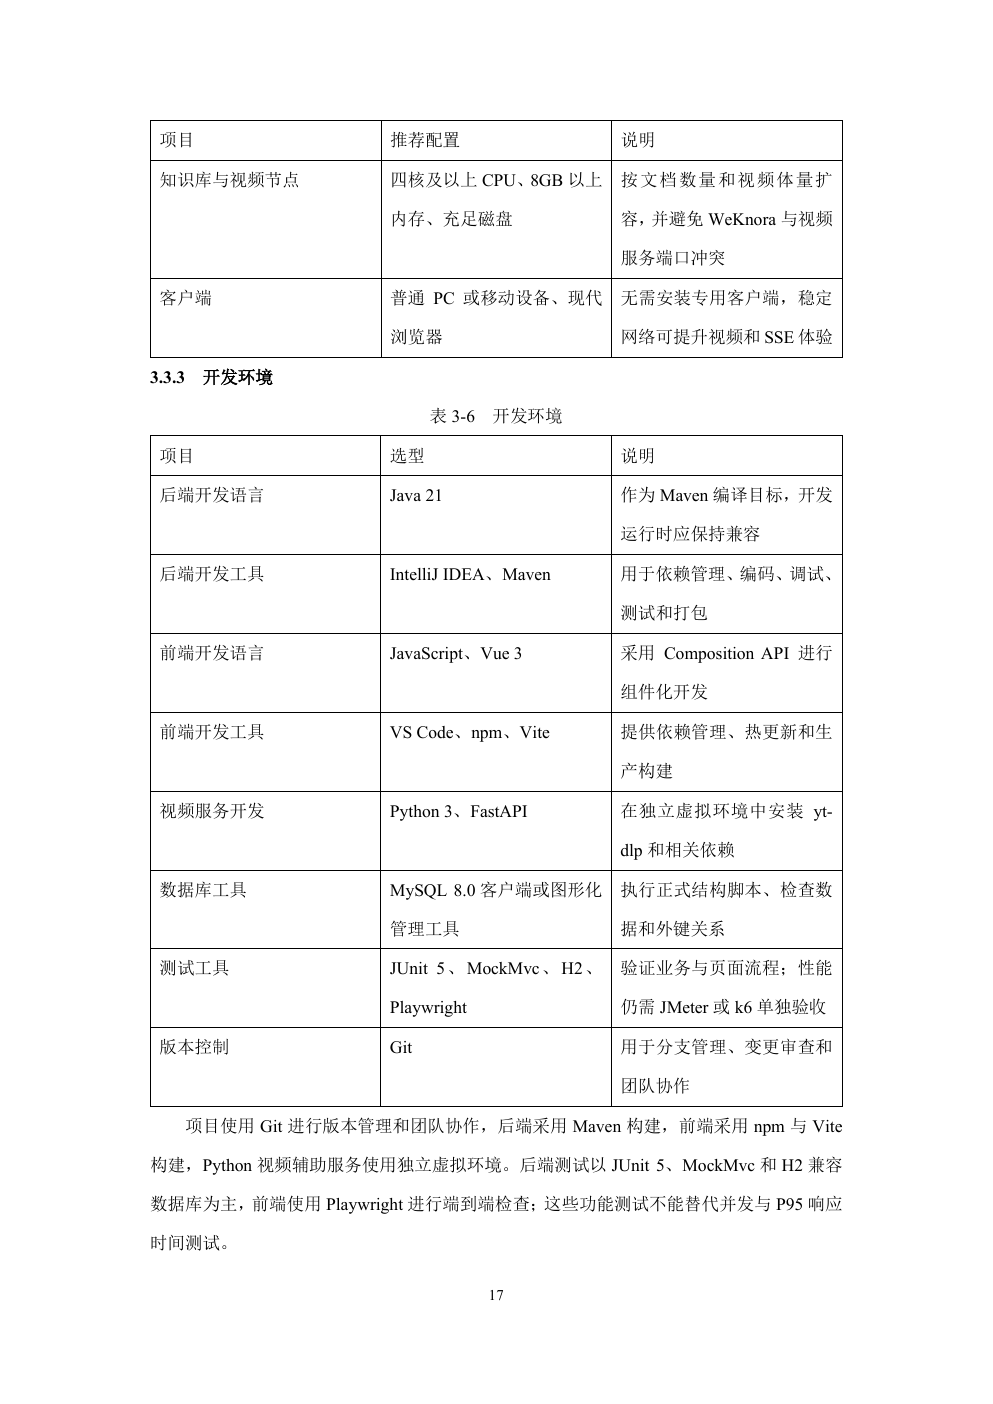 项目 推荐配置 说明
知识库与视频节点 四核及以上 CPU、8GB 以上 按文档数量和视频体量扩
内存、充足磁盘 容，并避免 WeKnora 与视频
服务端口冲突
客户端 普通 PC 或移动设备、现代 无需安装专用客户端，稳定
浏览器 网络可提升视频和 SSE 体验
3.3.3 开发环境
表 3-6 开发环境
项目 选型 说明
后端开发语言 Java 21 作为 Maven 编译目标，开发
运行时应保持兼容
后端开发工具 IntelliJ IDEA、Maven 用于依赖管理、编码、调试、
测试和打包
前端开发语言 JavaScript、Vue 3 采用 Composition API 进行
组件化开发
前端开发工具 VS Code、npm、Vite 提供依赖管理、热更新和生
产构建
视频服务开发 Python 3、FastAPI 在独立虚拟环境中安装 yt-
dlp 和相关依赖
数据库工具 MySQL 8.0 客户端或图形化 执行正式结构脚本、检查数
管理工具 据和外键关系
测试工具 JUnit 5、MockMvc、H2、 验证业务与页面流程；性能
Playwright 仍需 JMeter 或 k6 单独验收
版本控制 Git 用于分支管理、变更审查和
团队协作
项目使用 Git 进行版本管理和团队协作，后端采用 Maven 构建，前端采用 npm 与 Vite
构建，Python 视频辅助服务使用独立虚拟环境。后端测试以 JUnit 5、MockMvc 和 H2 兼容
数据库为主，前端使用 Playwright 进行端到端检查；这些功能测试不能替代并发与 P95 响应
时间测试。
17